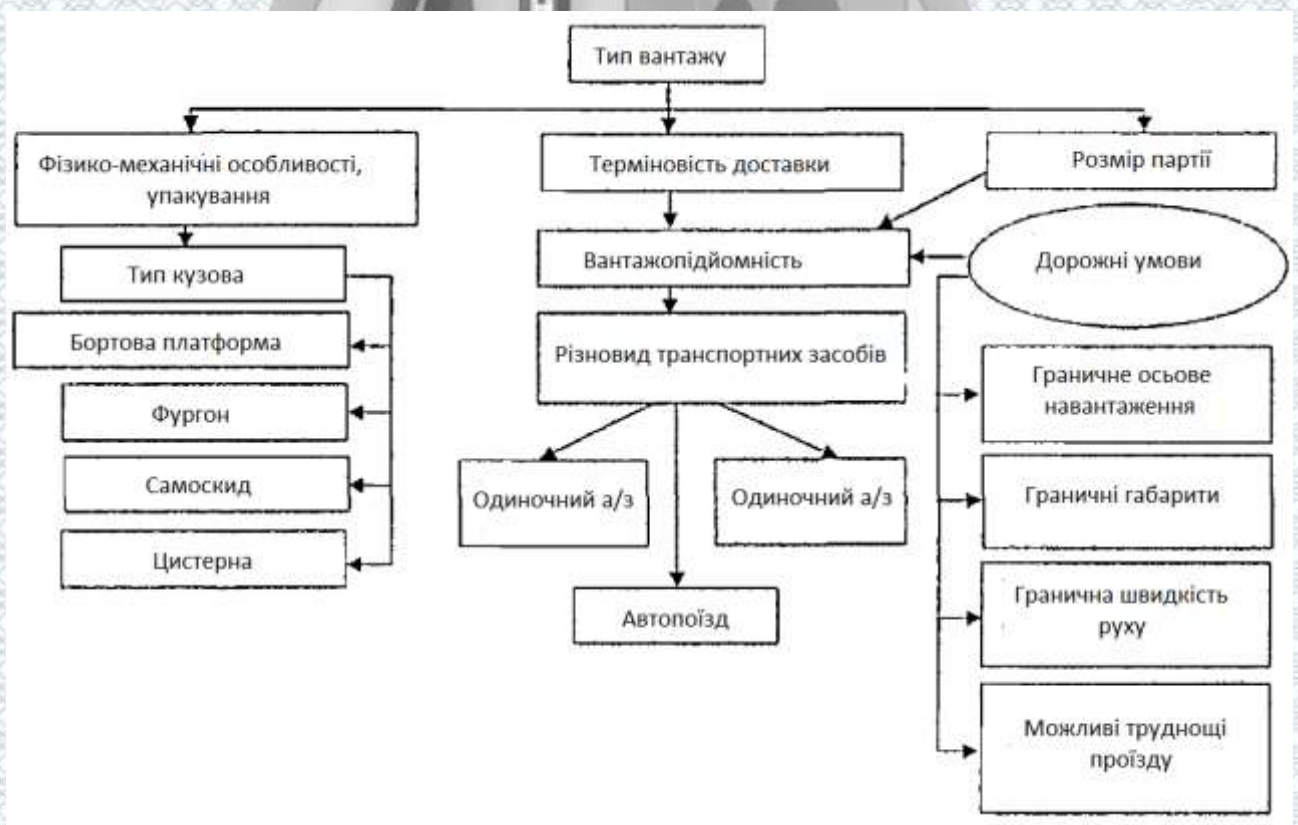 Тип вантажу
Фізико-механічні особливості,
упакування
Терміновість доставки
Розмір партії
Тип кузова
Вантажопідйомність
Дорожні умови
Бортова платформа
Різновид транспортних засобів
Граничне осьове
навантаження
Фургон
Самоскид
Одиночний а/з
Одиночний а/з
Граничні габарити
Цистерна
Автопоїзд
Гранична швидкість
руху
Можливі труднощі
проїзду